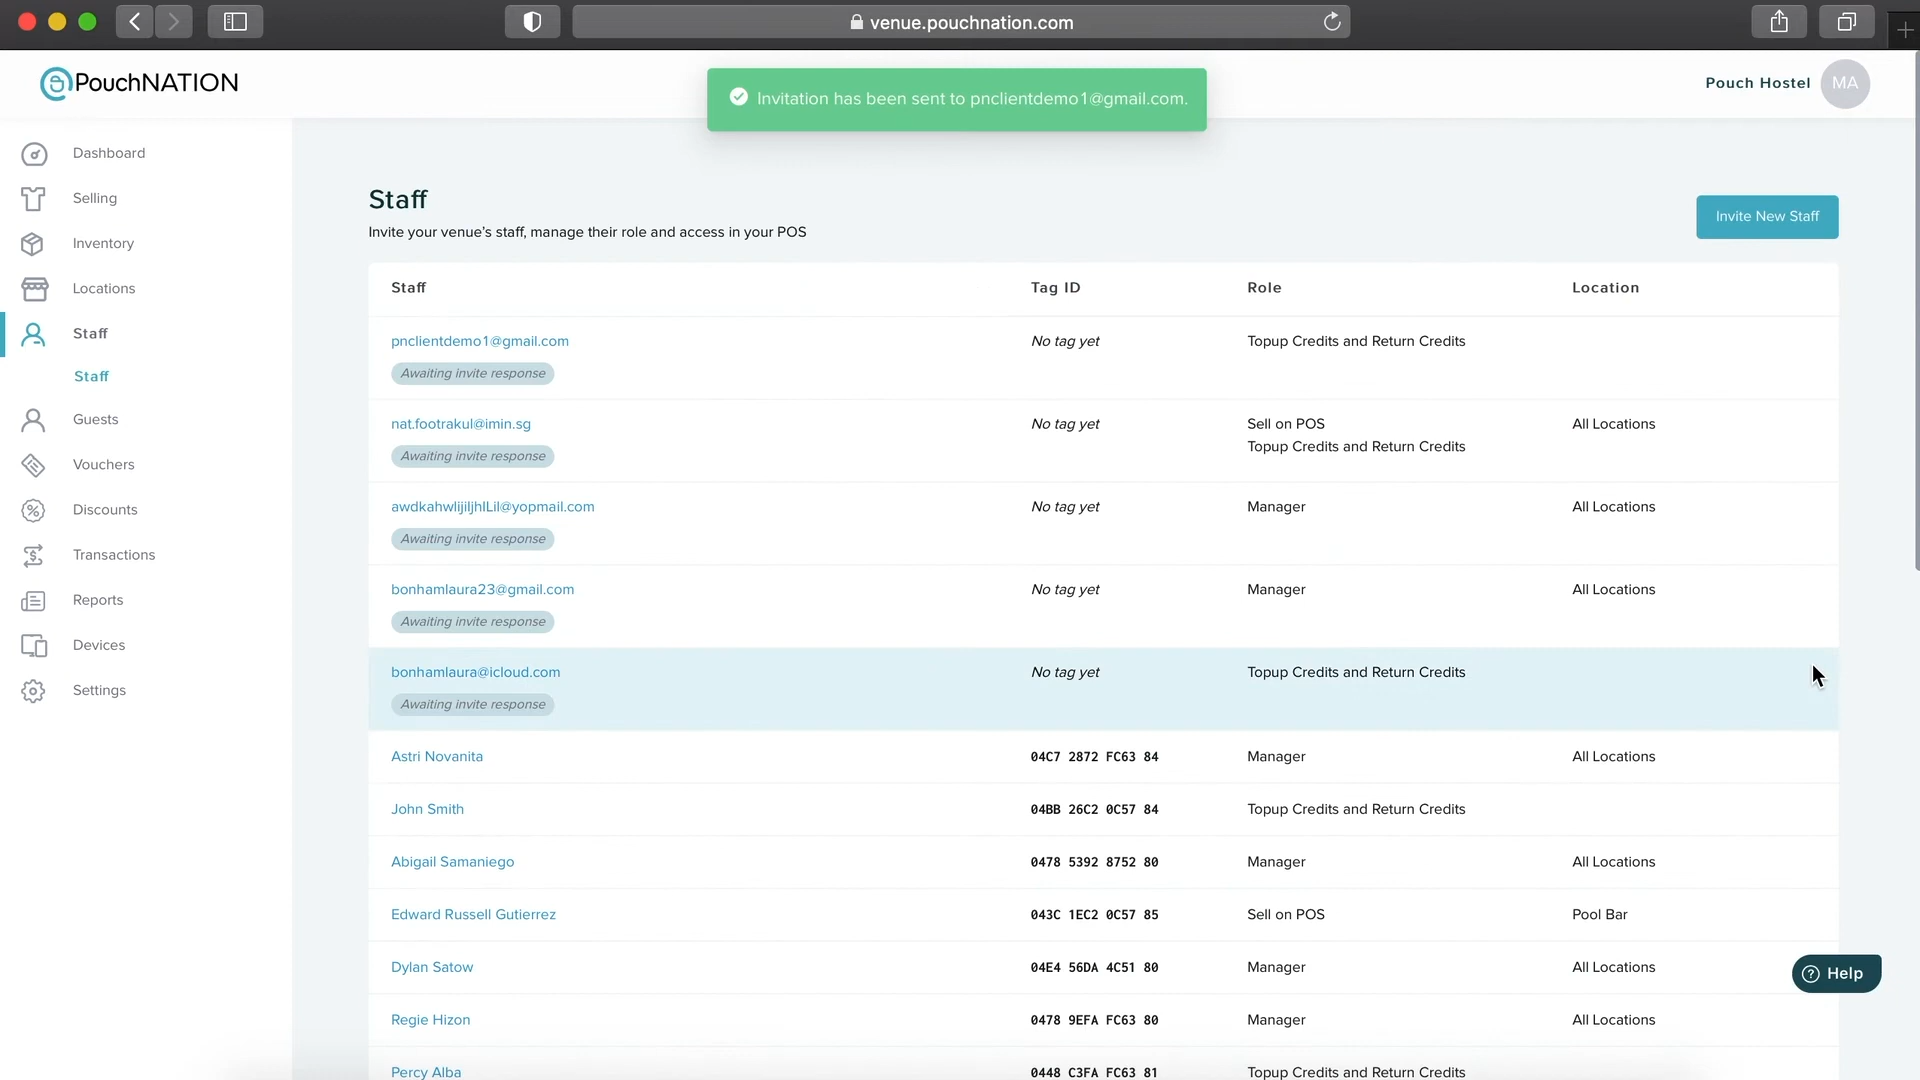 venue.pouchnation.com
PouchNATION
Invitation has been sent to pnclientdemo1@gmail.com.
Pouch Hostel MA
Dashboard
Selling
Inventory
Locations
Staff
Staff
Guests
Vouchers
Discounts
Transactions
Reports
Devices
Settings
Staff
Invite your venue's staff, manage their role and access in your POS
Invite New Staff
Staff Tag ID Role Location
pnclientdemo1@gmail.com No tag yet Topup Credits and Return Credits
Awaiting invite response
nat.footrakul@imin.sg No tag yet Sell on POS All Locations
Topup Credits and Return Credits
Awaiting invite response
No tag yet Manager All Locations
Awaiting invite response
bonhamlaura23@gmail.com No tag yet Manager All Locations
Awaiting invite response
bonhamlaura@icloud.com No tag yet Topup Credits and Return Credits
Awaiting invite response
Astri Novanita 04C7 2872 FC63 84 Manager All Locations
John Smith 04BB 26C2 0C57 84 Topup Credits and Return Credits
Abigail Samaniego 0478 5392 8752 80 Manager All Locations
Edward Russell Gutierrez 043C 1EC2 0C57 85 Sell on POS Pool Bar
Dylan Satow 04E4 56DA 4C51 80 Manager All Locations
Regie Hizon 0478 9EFA FC63 80 Manager All Locations
Percy Alba 0448 C3FA FC63 81 Topup Credits and Return Credits
Help